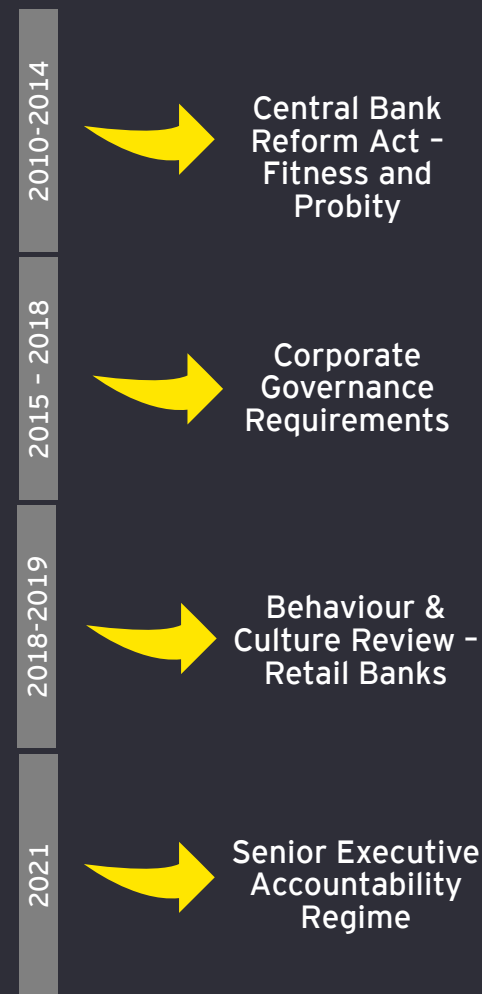 2010-2014
Central Bank
Reform Act –
Fitness and
Probity
2015 – 2018
Corporate
Governance
Requirements
2018-2019
Behaviour &
Culture Review –
Retail Banks
2021
Senior Executive
Accountability
Regime